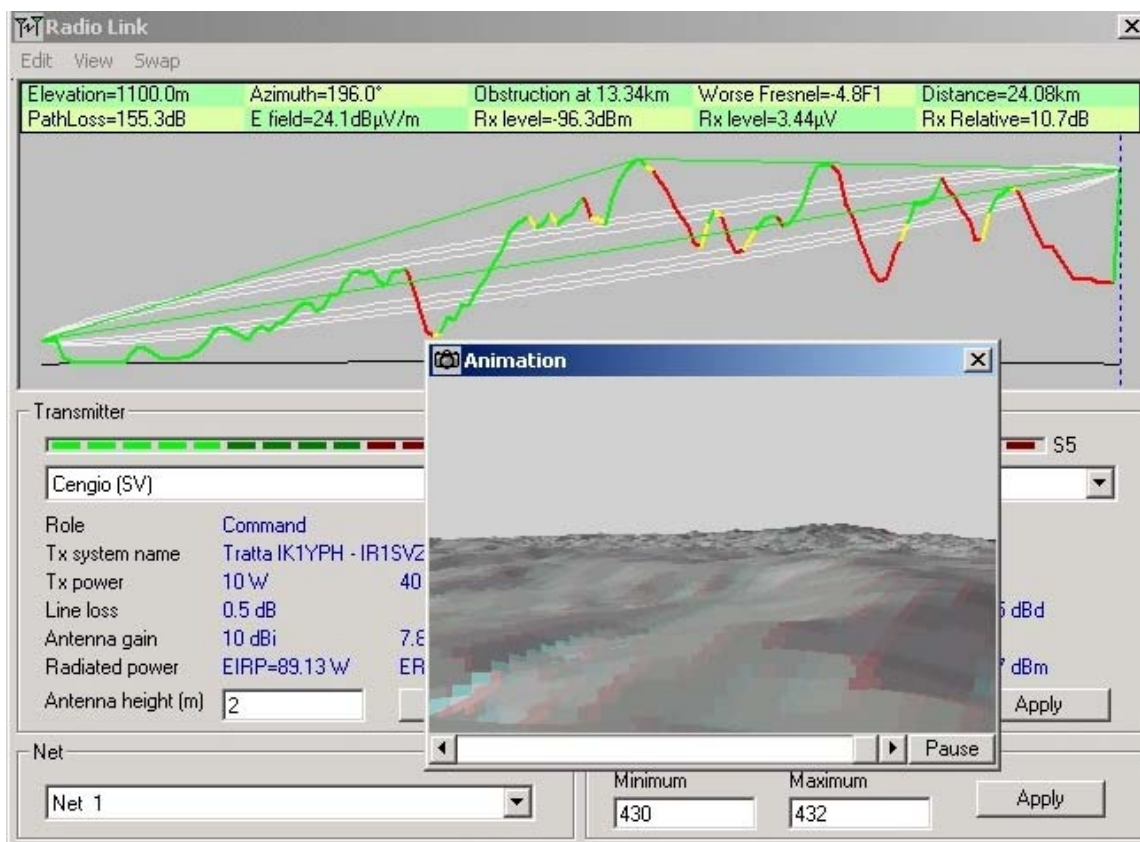 Radio Link
Edit View Swap
Elevation=1100.0m Azimuth=196.0° Obstruction at 13.34km Worse Fresnel=-4.8F1 Distance=24.08km
PathLoss=155.3dB E field=24.1dBµV/m Rx level=-96.3dBm Rx level=3.44µV Rx Relative=10.7dB
Animation
Transmitter
S5
Cengio (SV)
Role Command
Tx system name Tratta IK1YPH - IR1SVZ
Tx power 10 W 40
Line loss 0.5 dB dBd
Antenna gain 10 dBi 7.8
Radiated power EIRP=89.13 W ER dBm
Antenna height (m) 2 Apply
Pause
Net
Minimum Maximum
Net 1 430 432 Apply